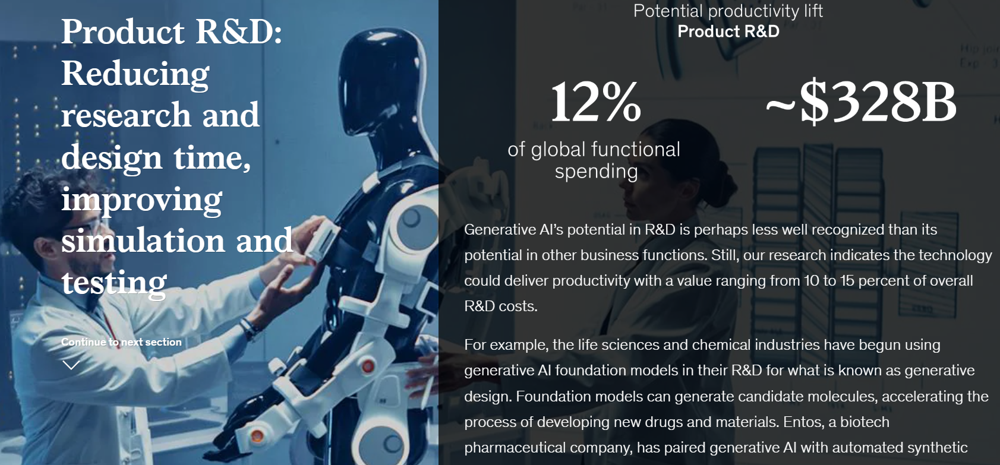 Product R&D:
Reducing
research and
design time,
improving
simulation and
testing
Continue to next section
Potential productivity lift
Product R&D
12%
of global functional
spending
~$328B
Generative AI’s potential in R&D is perhaps less well recognized than its
potential in other business functions. Still, our research indicates the technology
could deliver productivity with a value ranging from 10 to 15 percent of overall
R&D costs.
For example, the life sciences and chemical industries have begun using
generative AI foundation models in their R&D for what is known as generative
design. Foundation models can generate candidate molecules, accelerating the
process of developing new drugs and materials. Entos, a biotech
pharmaceutical company, has paired generative AI with automated synthetic